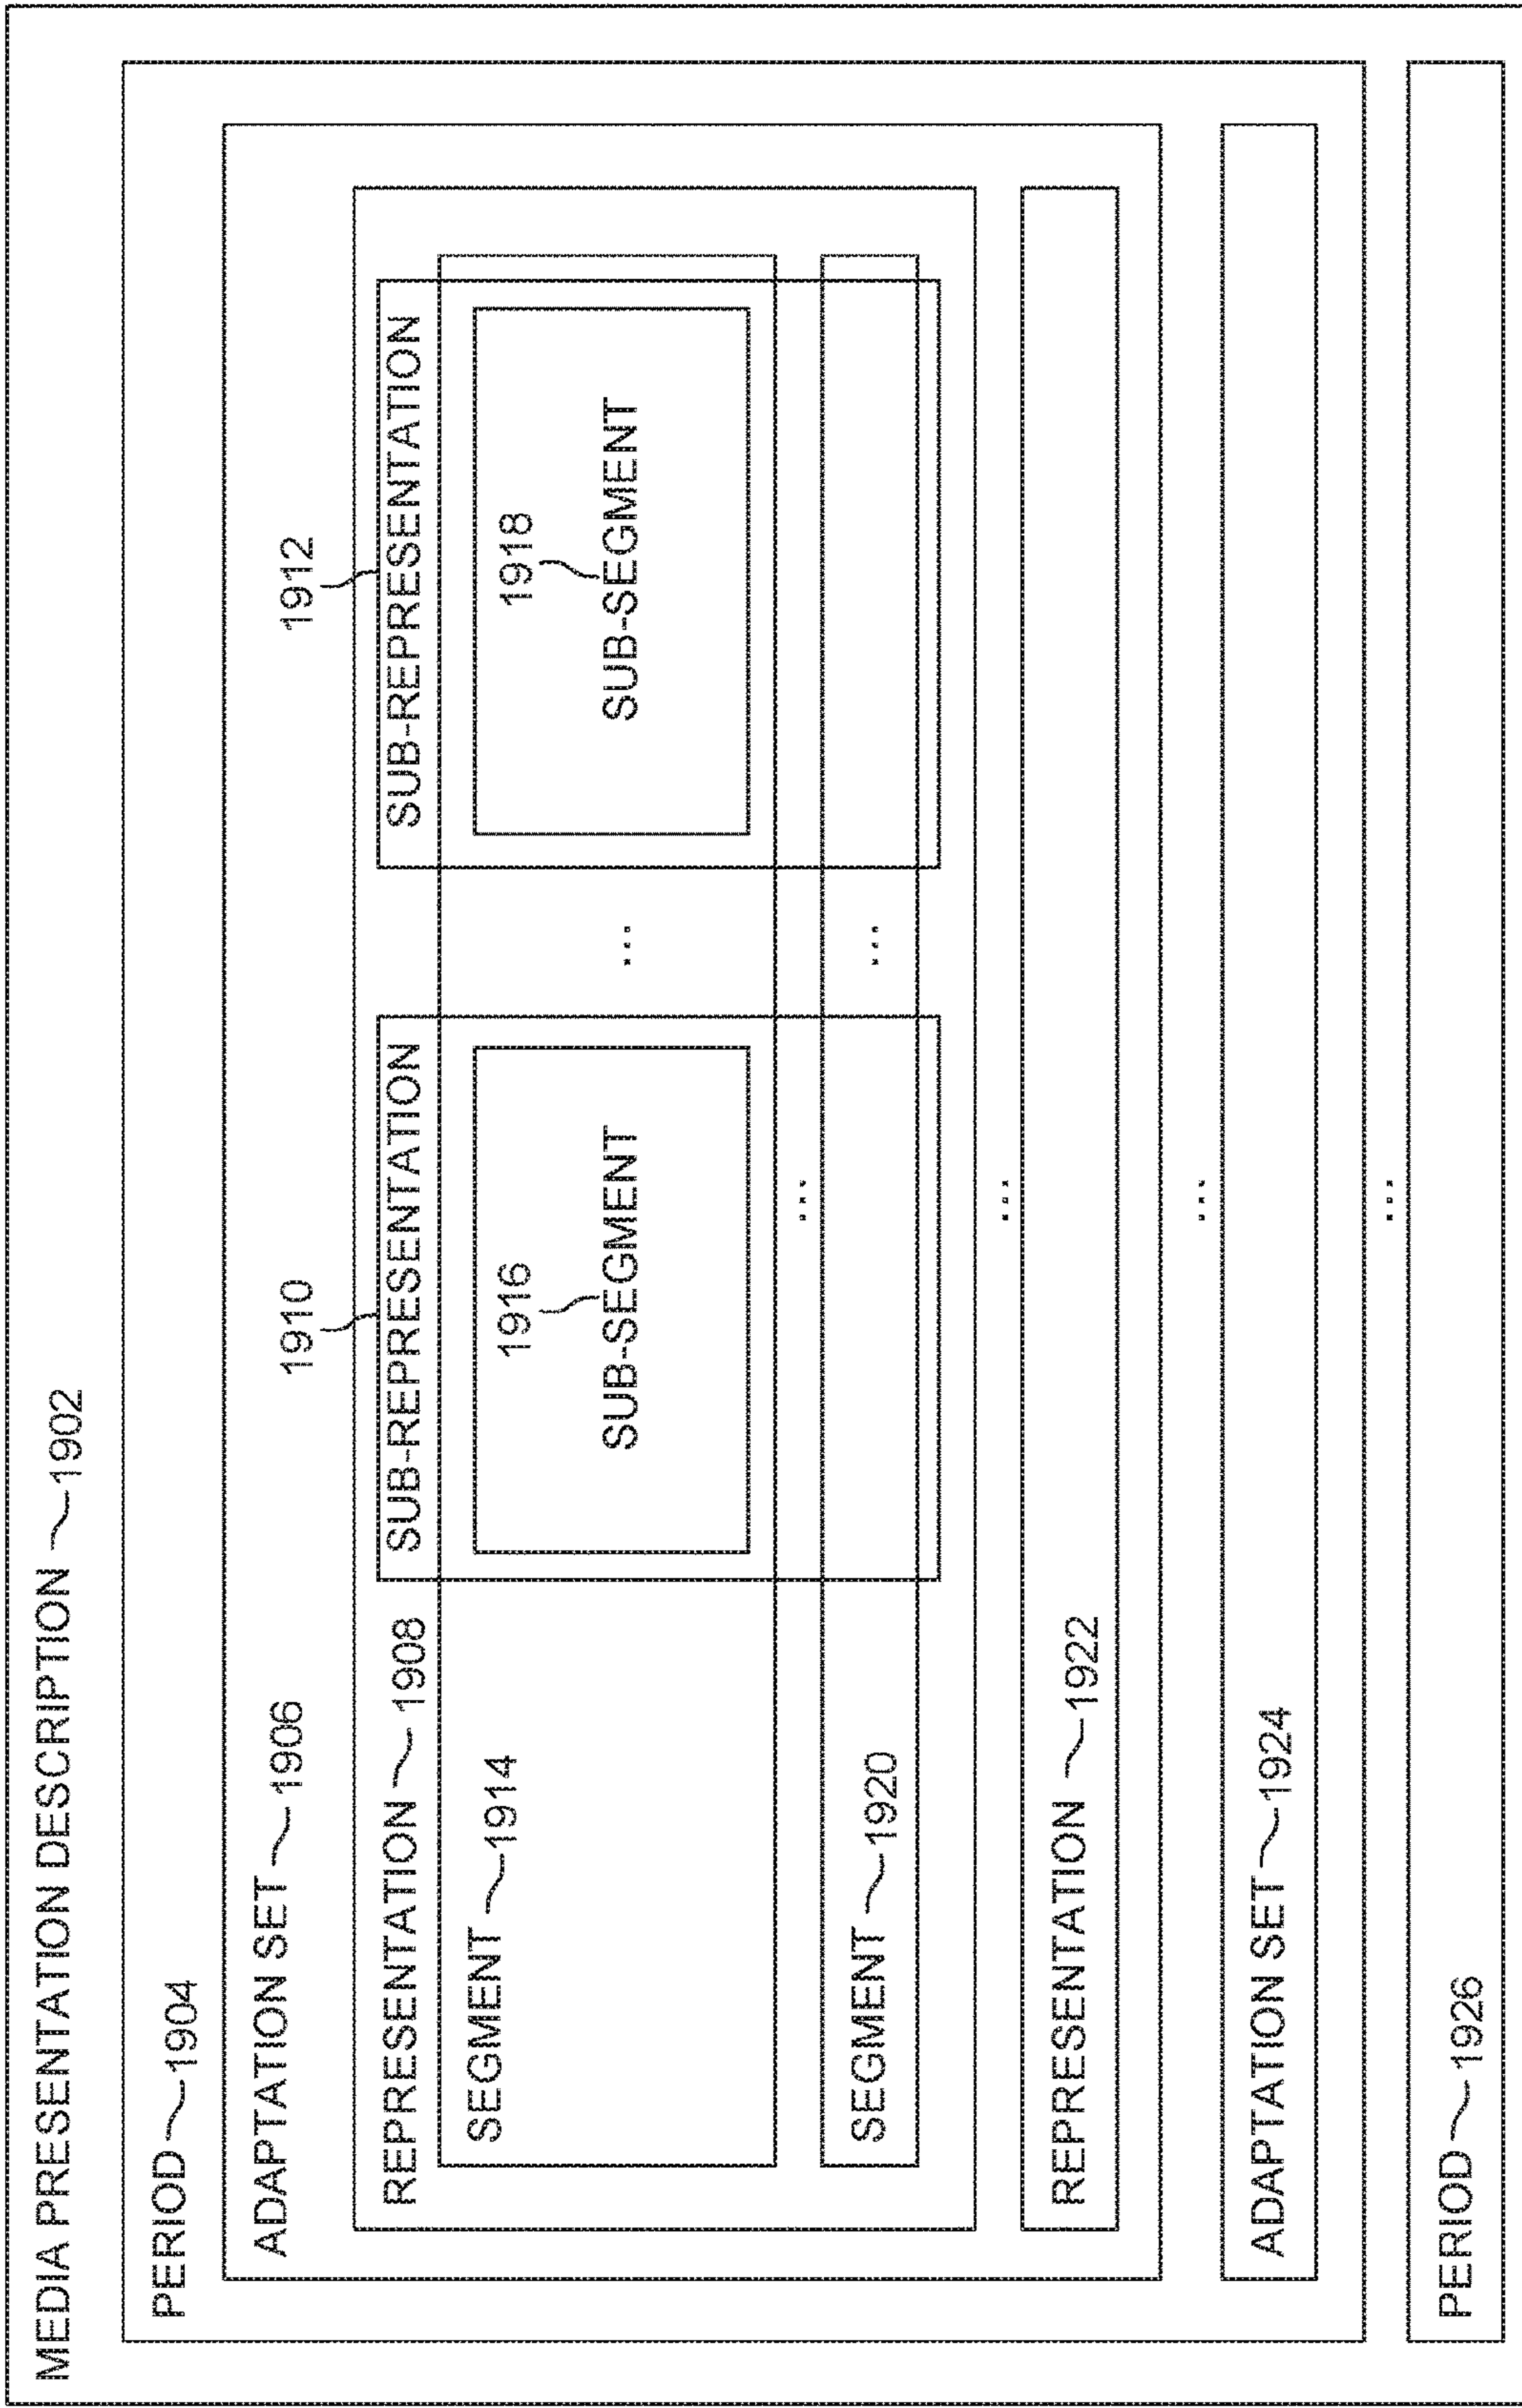 MEDIA PRESENTATION DESCRIPTION 1902
PERIOD 1904
ADAPTATION SET 1906
1910
1912
REPRESENTATION 1908
SUB-REPRESENTATION
SUB-REPRESENTATION
SEGMENT 1914
1916
SUB-SEGMENT
...
1918
SUB-SEGMENT
...
SEGMENT 1920
...
...
REPRESENTATION 1922
...
ADAPTATION SET 1924
...
PERIOD 1926